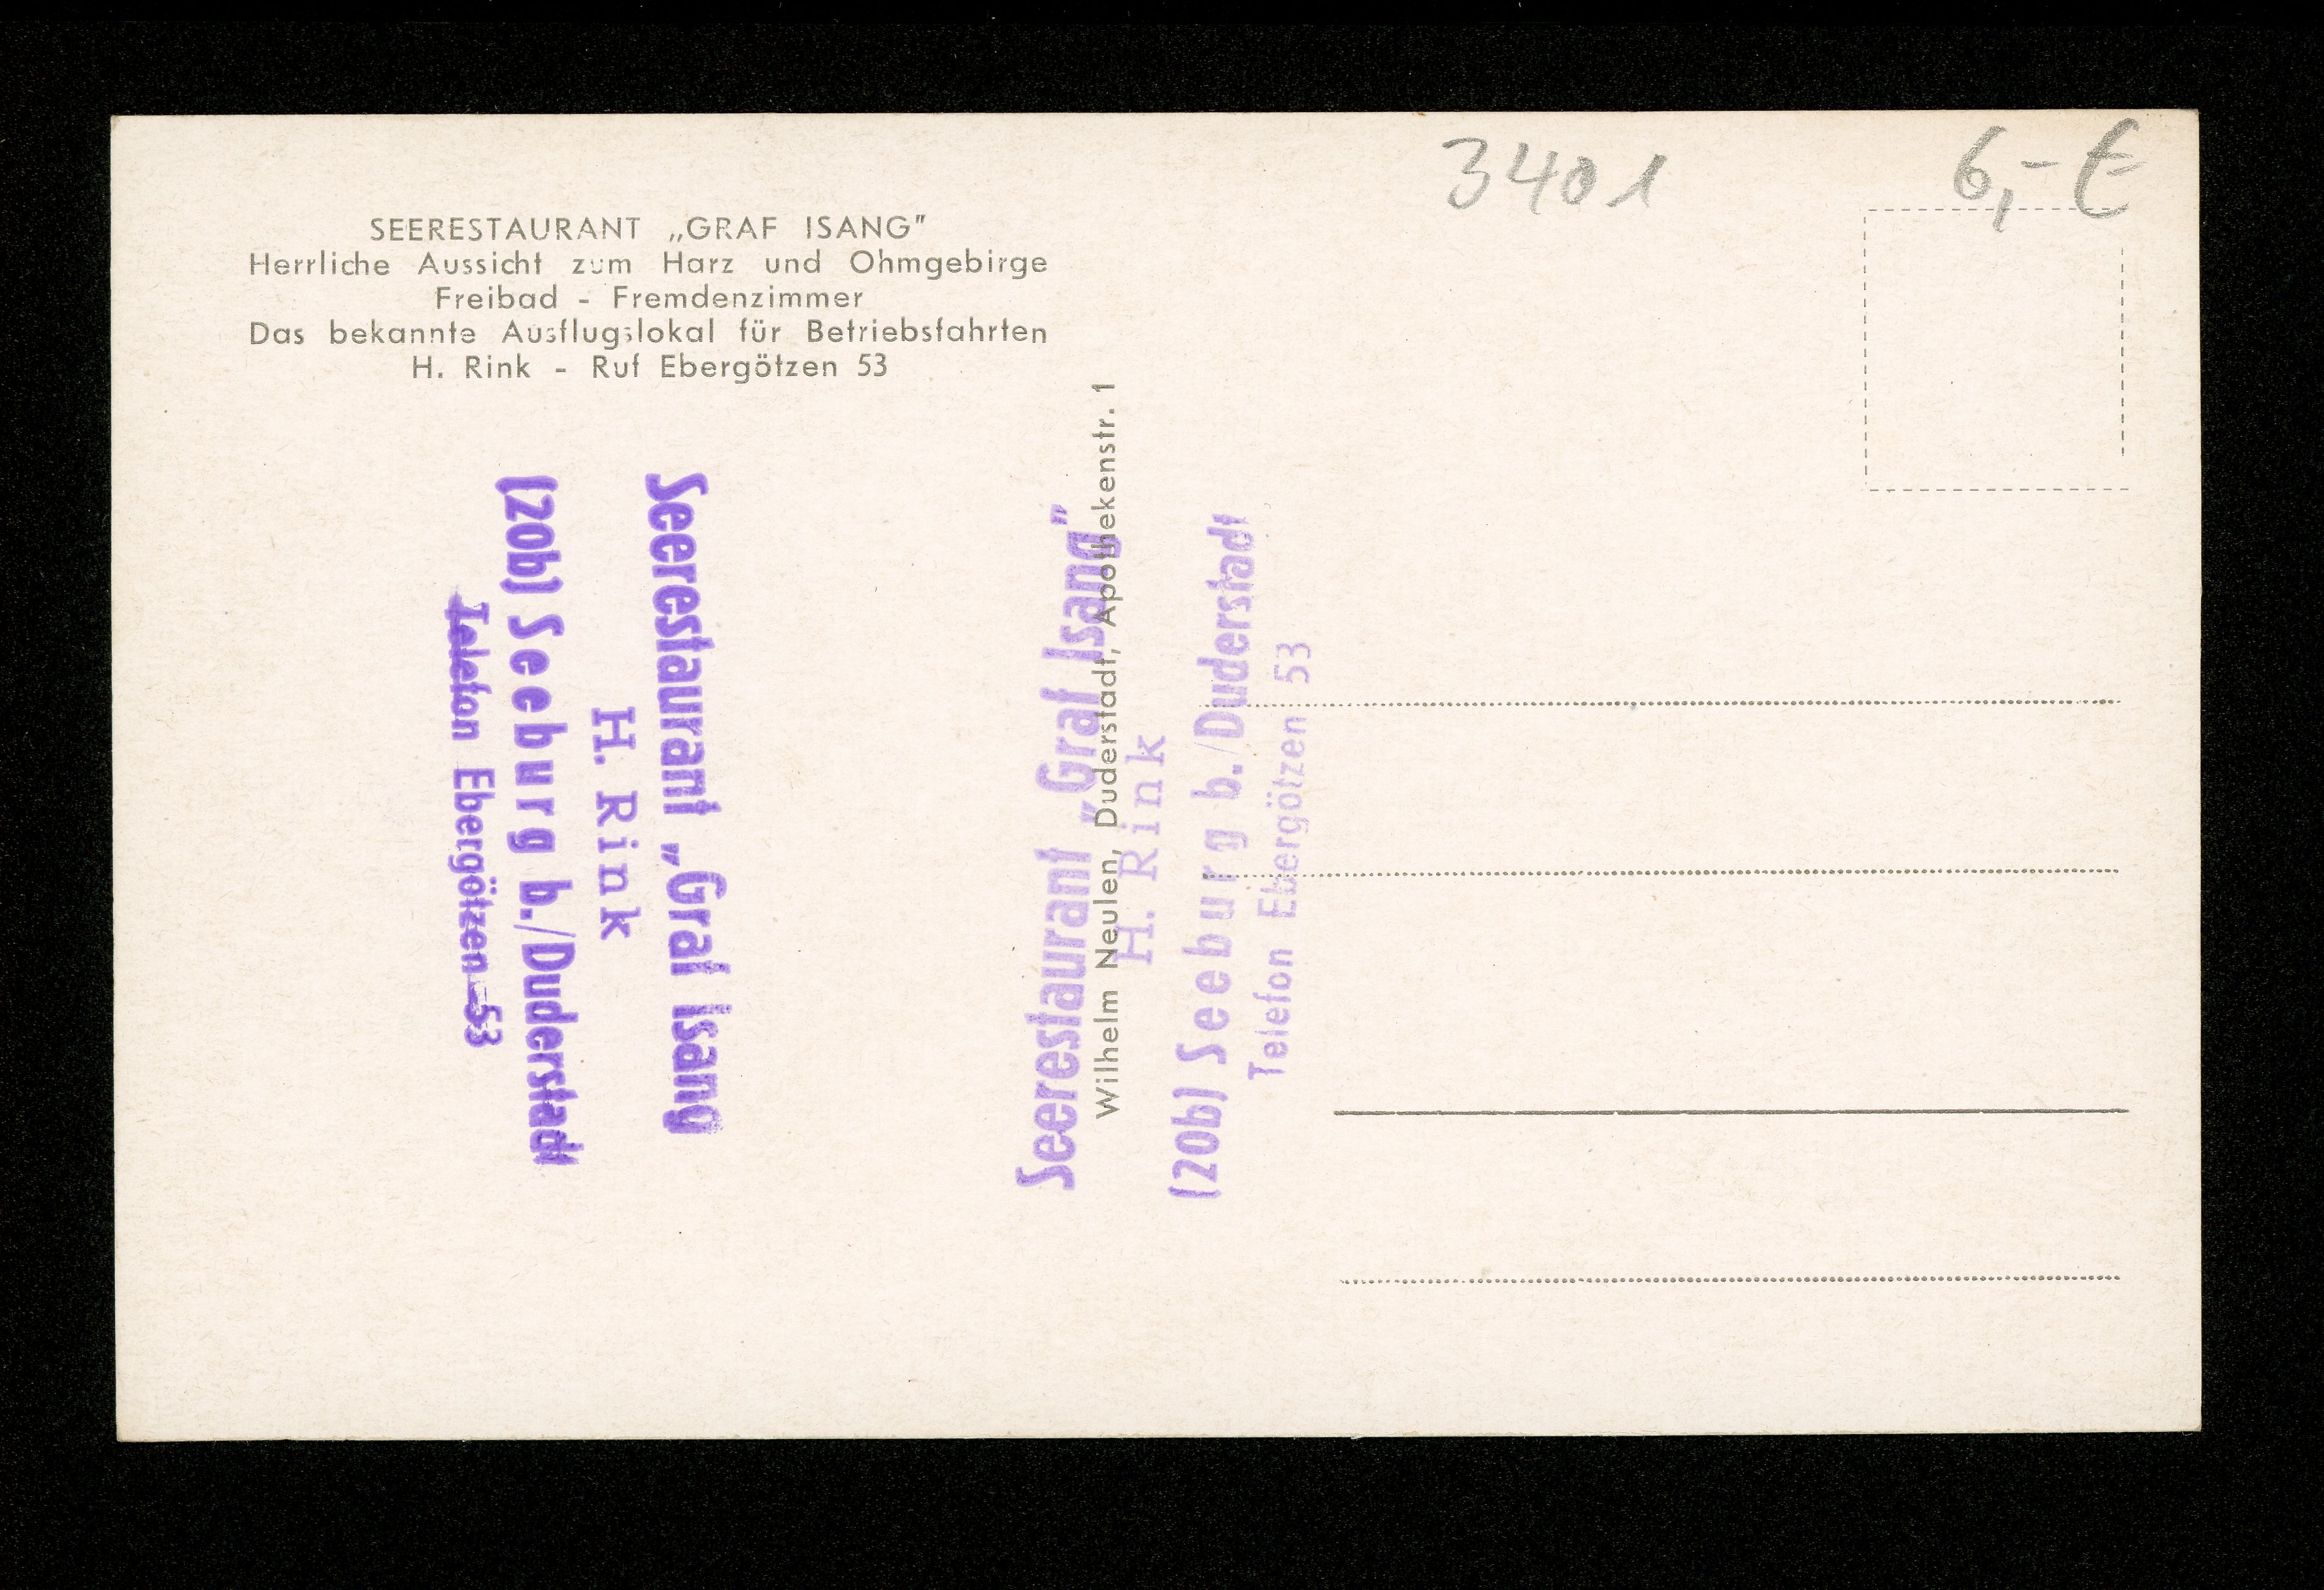 3401
6,- €
SEERESTAURANT „GRAF ISANG"
Herrliche Aussicht zum Harz und Ohmgebirge
Freibad - Fremdenzimmer
Das bekannte Ausflugslokal für Betriebsfahrten
H. Rink - Ruf Ebergötzen 53
Seerestaurant „Graf Isang
H. Rink
(20b) Seeburg b./Duderstadt
Telefon Ebergötzen 53
Seerestaurant „Graf Isang"
Wilhelm Neulen, Duderstadt, Apothekenstr. 1
H. Rink
(20b) Seeburg b./Duderstadt
Telefon Ebergötzen 53